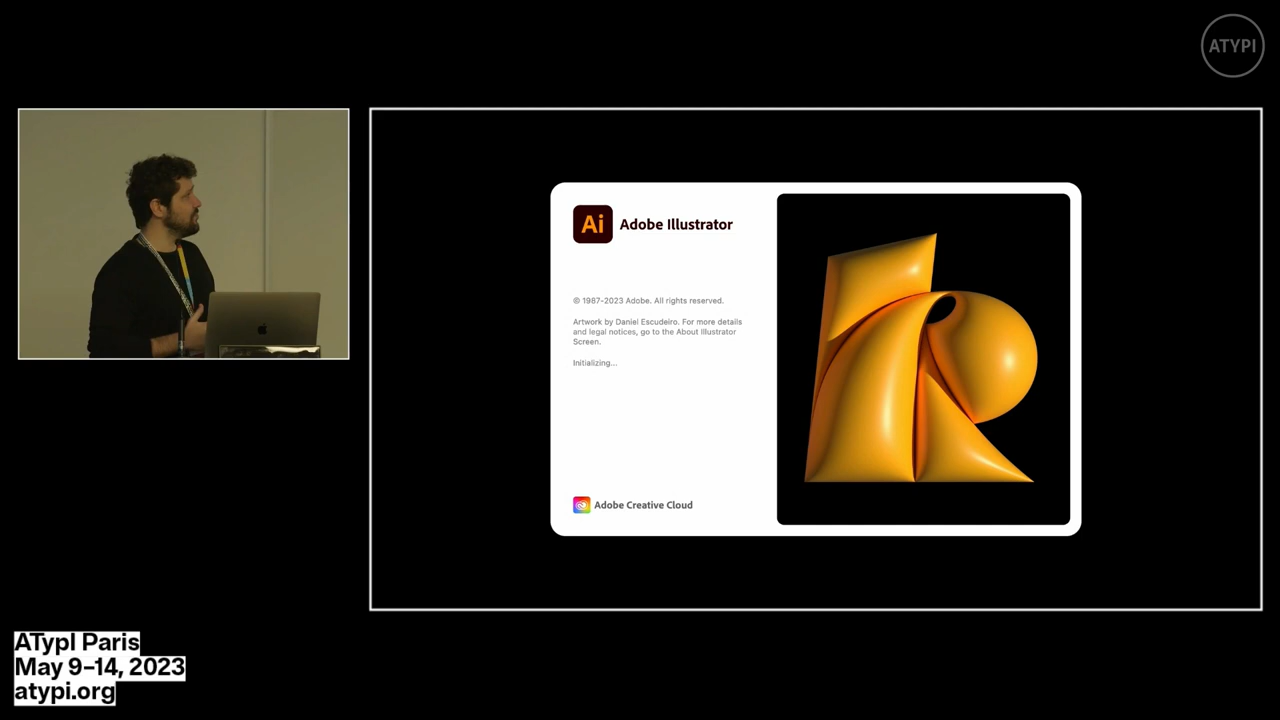 ATYPI
Ai Adobe Illustrator
© 1987-2023 Adobe. All rights reserved.
Artwork by Daniel Escudeiro. For more details
and legal notices, go to the About Illustrator
Screen.
Initializing...
Adobe Creative Cloud
ATypI Paris
May 9–14, 2023
atypi.org